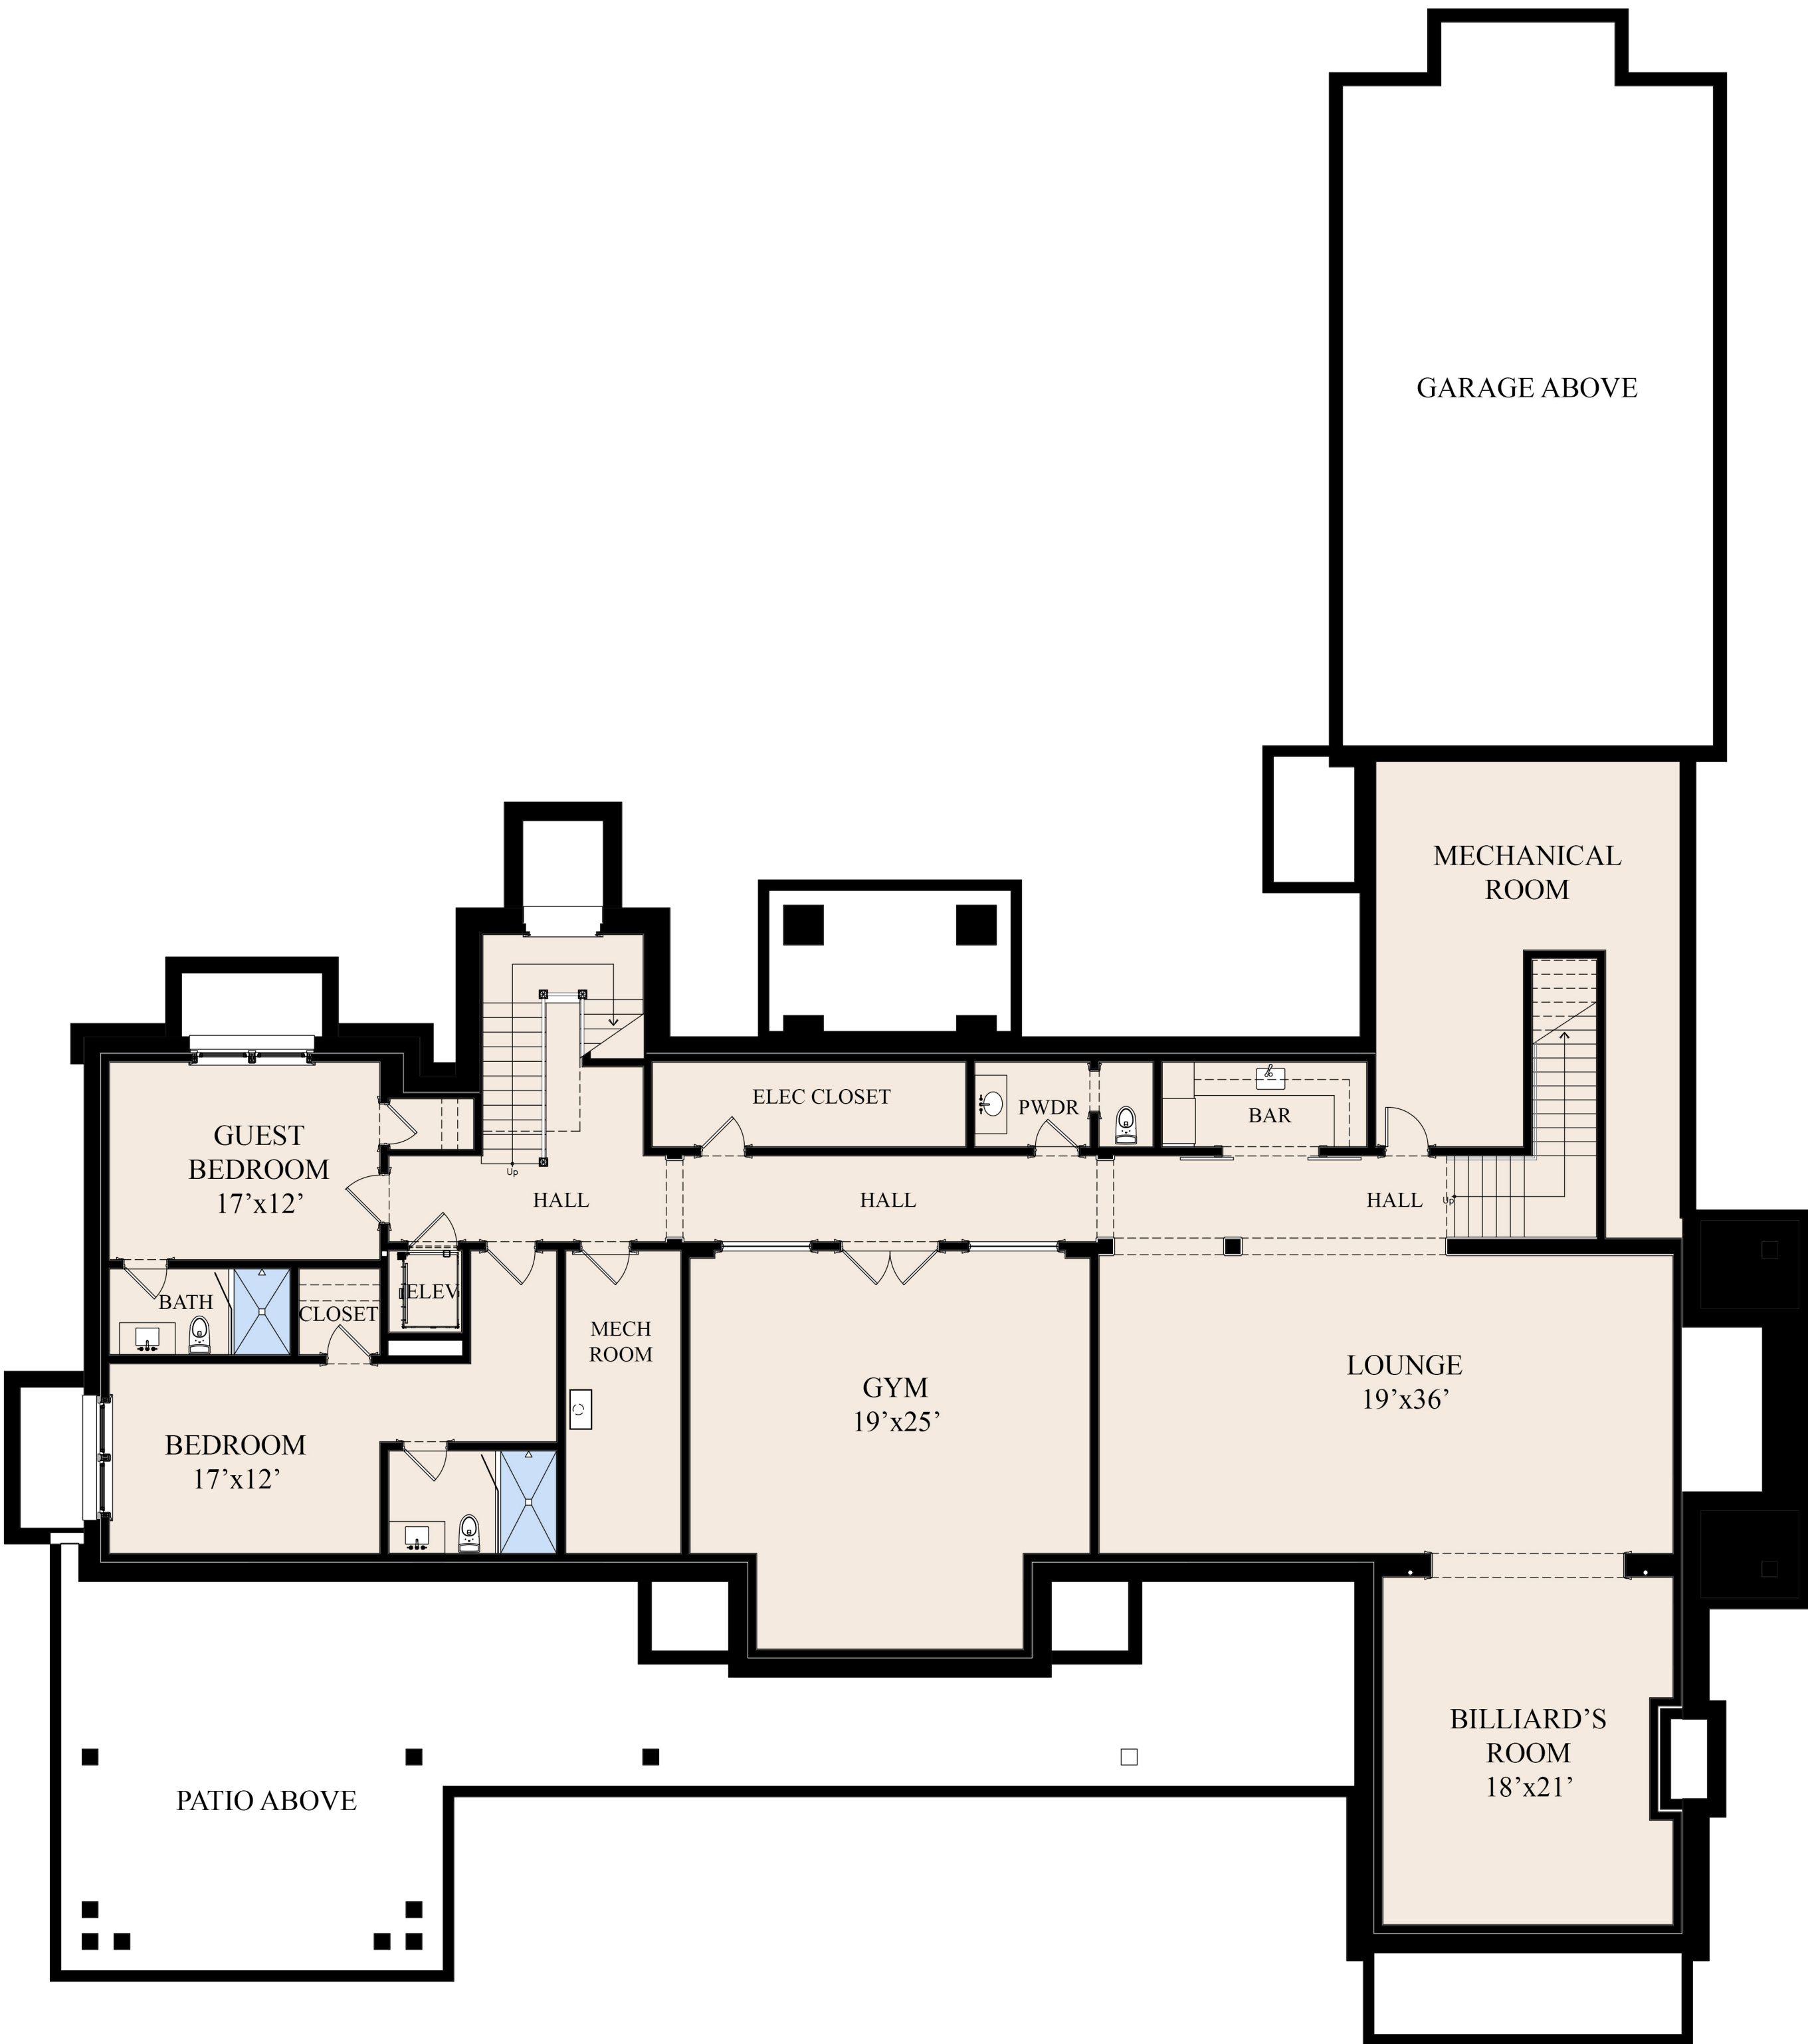 GARAGE ABOVE
MECHANICAL
ROOM
ELEC CLOSET
PWDR
BAR
GUEST
BEDROOM
17’x12’
Up
HALL
HALL
HALL
Up
BATH
CLOSET
ELEV
MECH
ROOM
GYM
19’x25’
LOUNGE
19’x36’
BEDROOM
17’x12’
BILLIARD’S
ROOM
18’x21’
PATIO ABOVE